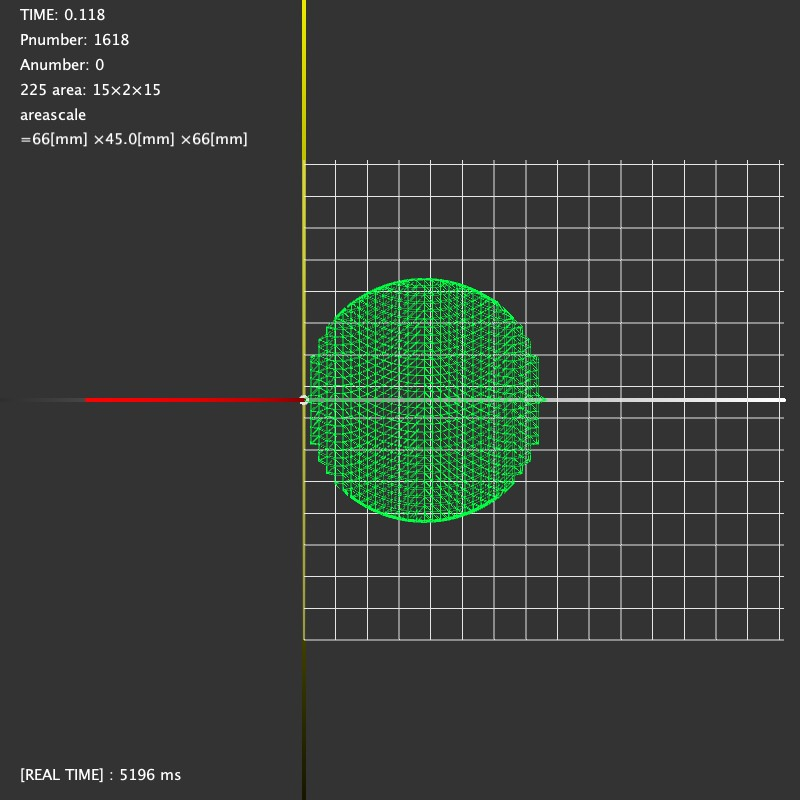 TIME: 0.118
Pnumber: 1618
Anumber: 0
225 area: 15×2×15
areascale
=66[mm] ×45.0[mm] ×66[mm]
[REAL TIME] : 5196 ms